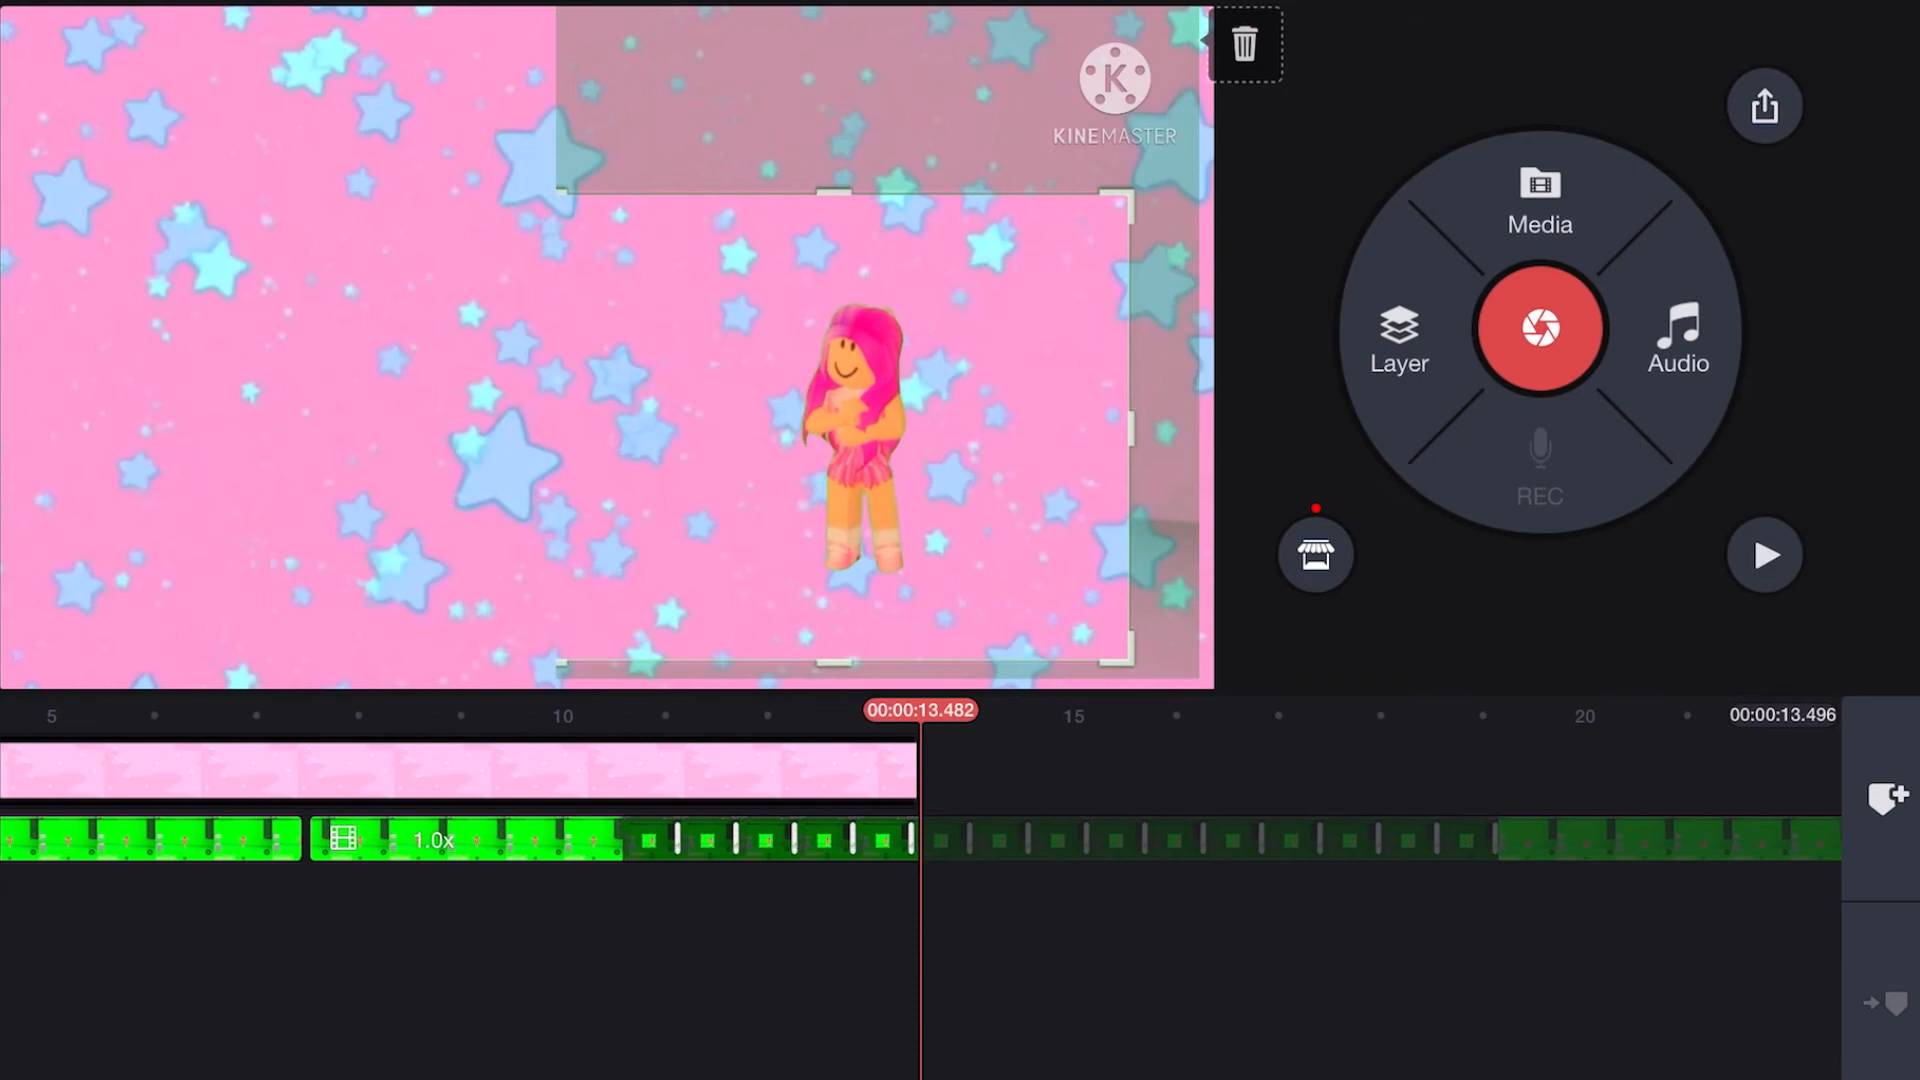 K
KINEMASTER
Media
Layer
Audio
REC
5
10
00:00:13.482
15
20
00:00:13.496
1.0x